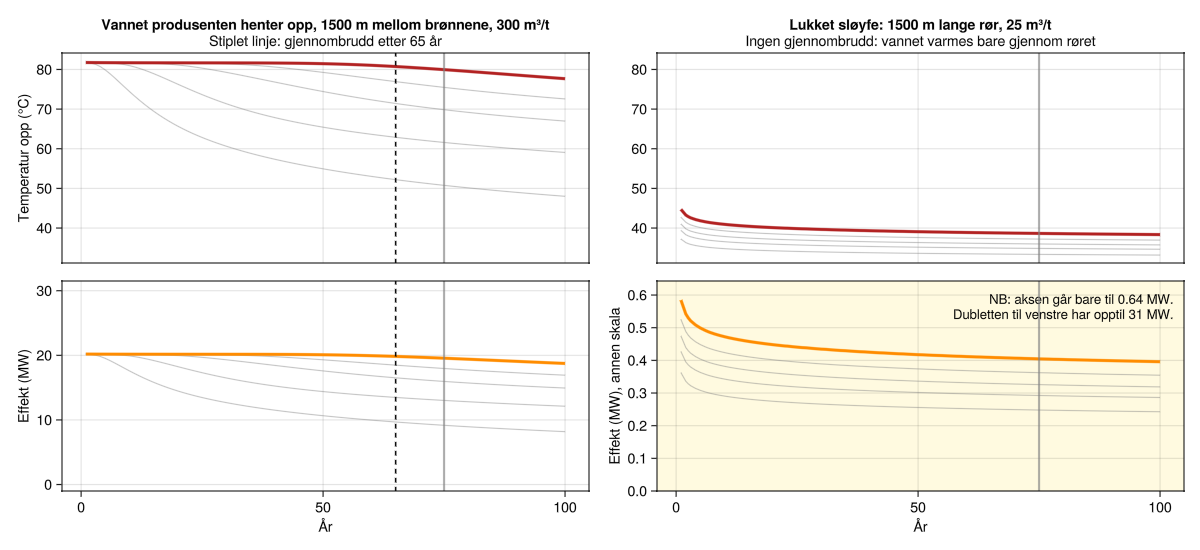 Vannet produsenten henter opp, 1500 m mellom brønnene, 300 m³/t
Stiplet linje: gjennombrudd etter 65 år
Temperatur opp (°C)
80
70
60
50
40
Effekt (MW)
30
20
10
0
0
50
100
År
Lukket sløyfe: 1500 m lange rør, 25 m³/t
Ingen gjennombrudd: vannet varmes bare gjennom røret
80
70
60
50
40
Effekt (MW), annen skala
NB: aksen går bare til 0.64 MW.
Dubletten til venstre har opptil 31 MW.
0.6
0.5
0.4
0.3
0.2
0.1
0.0
0
50
100
År